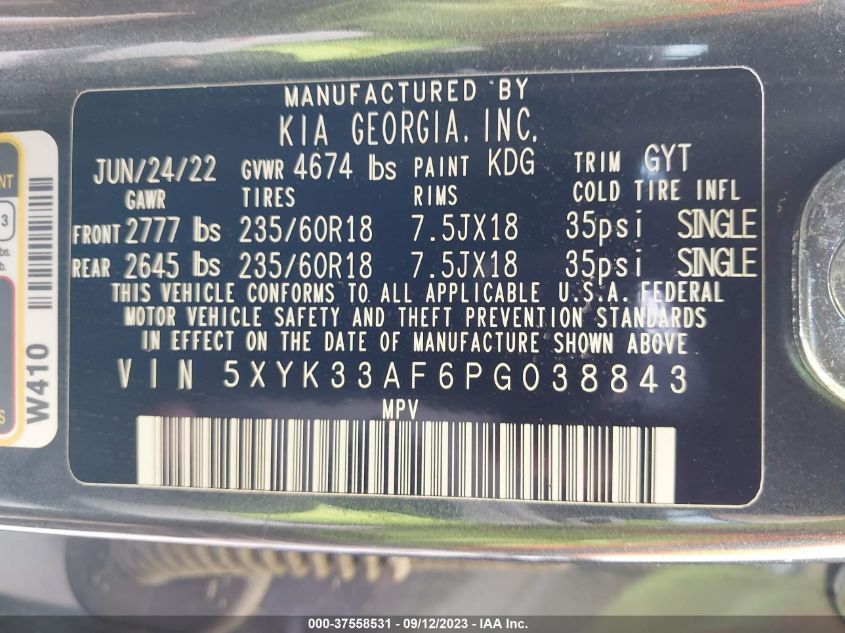 MANUFACTURED BY
KIA GEORGIA, INC.
JUN/24/22 GVWR 4674 lbs PAINT KDG TRIM GYT
GAWR TIRES RIMS COLD TIRE INFL
FRONT 2777 lbs 235/60R18 7.5JX18 35psi SINGLE
REAR 2645 lbs 235/60R18 7.5JX18 35psi SINGLE
THIS VEHICLE CONFORMS TO ALL APPLICABLE U.S.A. FEDERAL
MOTOR VEHICLE SAFETY AND THEFT PREVENTION STANDARDS
IN EFFECT ON THE DATE OF MANUFACTURE SHOWN ABOVE
VIN 5XYK33AF6PG038843
MPV
W410
000-37558531 - 09/12/2023 - IAA Inc.